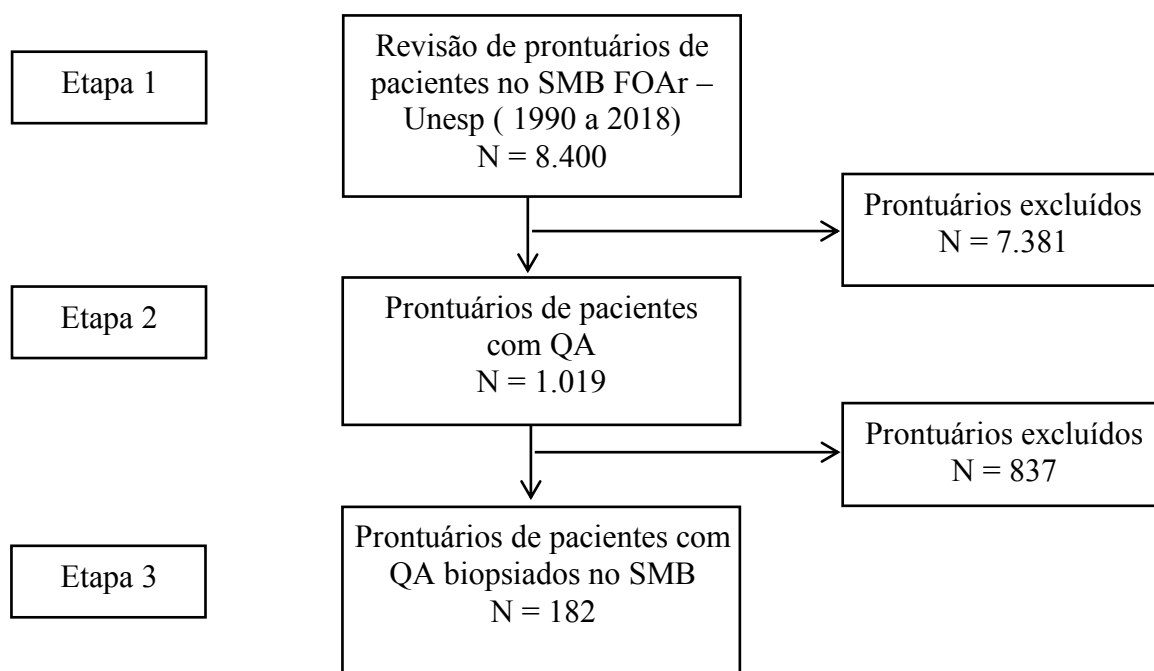 Etapa 1
Revisão de prontuários de
pacientes no SMB FOAr –
Unesp ( 1990 a 2018)
N = 8.400
Prontuários excluídos
N = 7.381
Etapa 2
Prontuários de pacientes
com QA
N = 1.019
Prontuários excluídos
N = 837
Etapa 3
Prontuários de pacientes com
QA biopsiados no SMB
N = 182